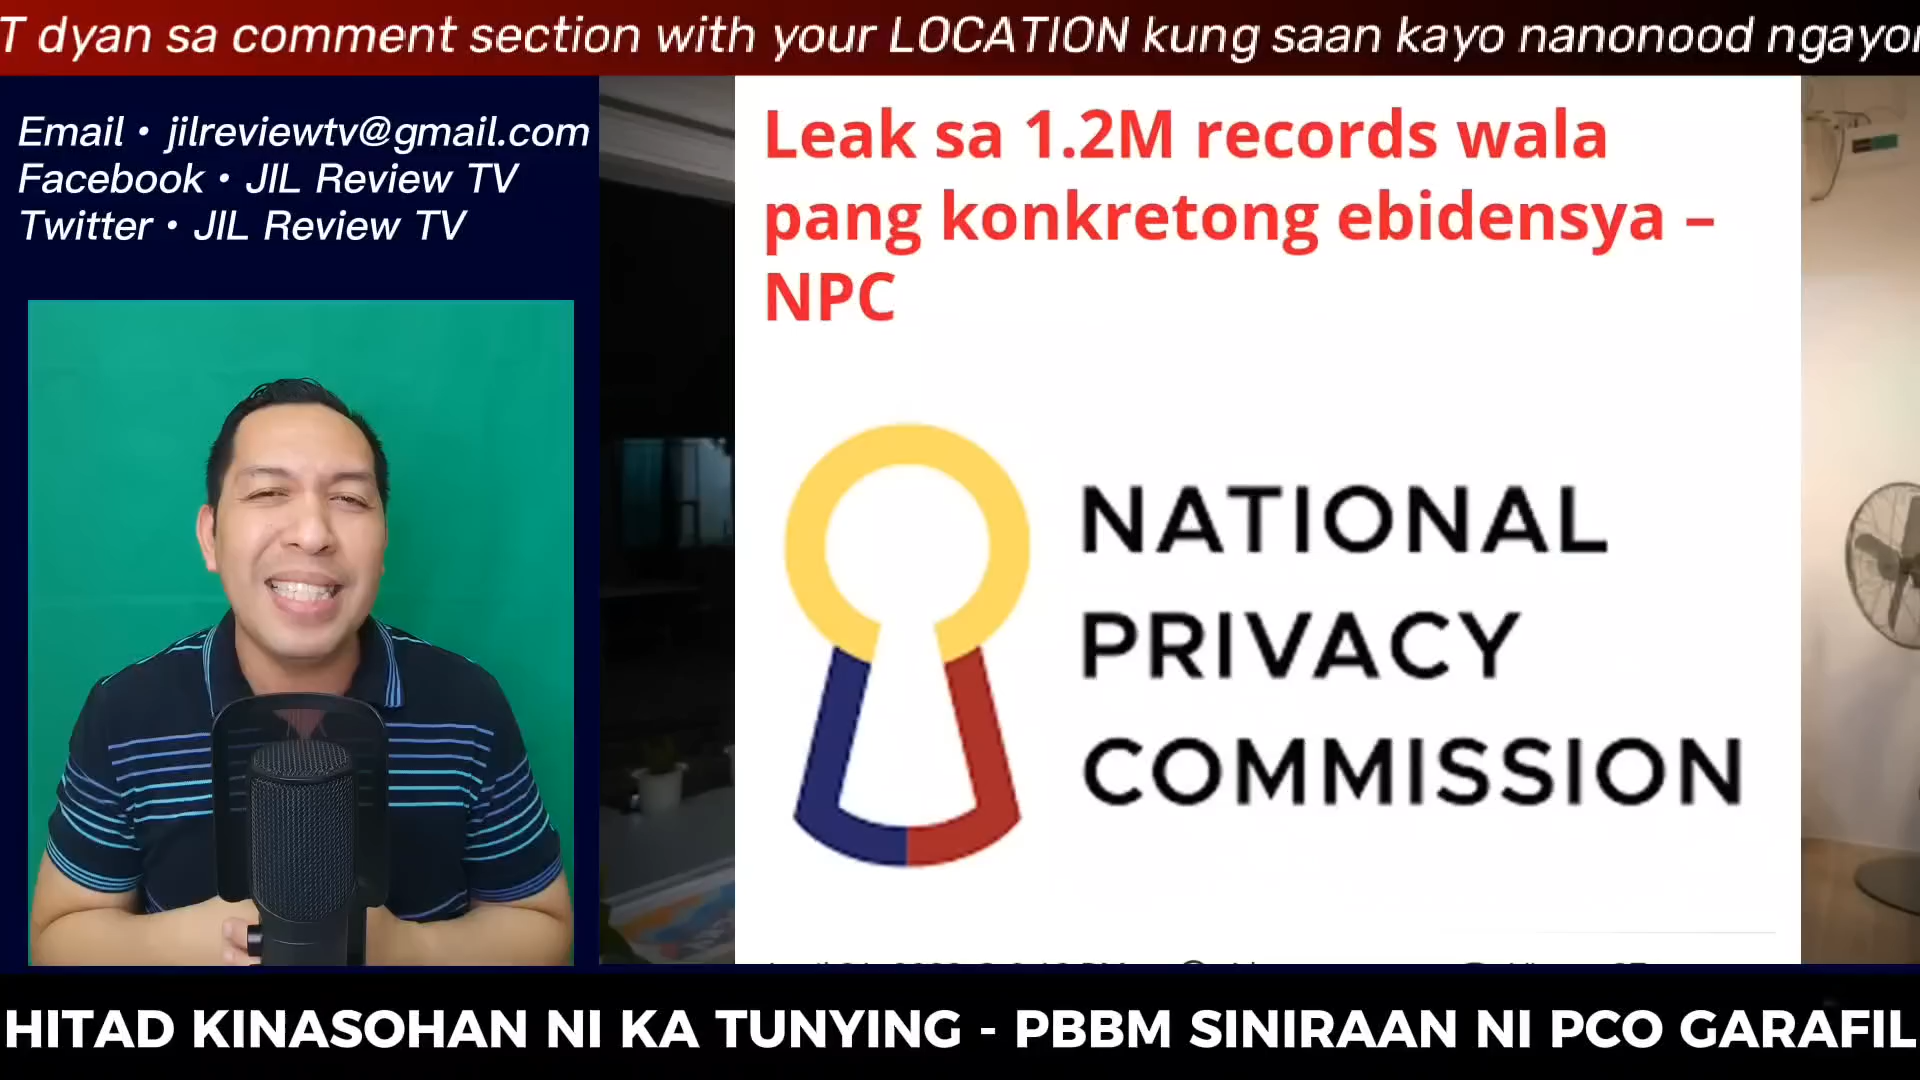 T dyan sa comment section with your LOCATION kung saan kayo nanonood ngayon
Email • jilreviewtv@gmail.com
Facebook • JIL Review TV
Twitter • JIL Review TV
Leak sa 1.2M records wala
pang konkretong ebidensya –
NPC
NATIONAL
PRIVACY
COMMISSION
HITAD KINASOHAN NI KA TUNYING - PBBM SINIRAAN NI PCO GARAFIL